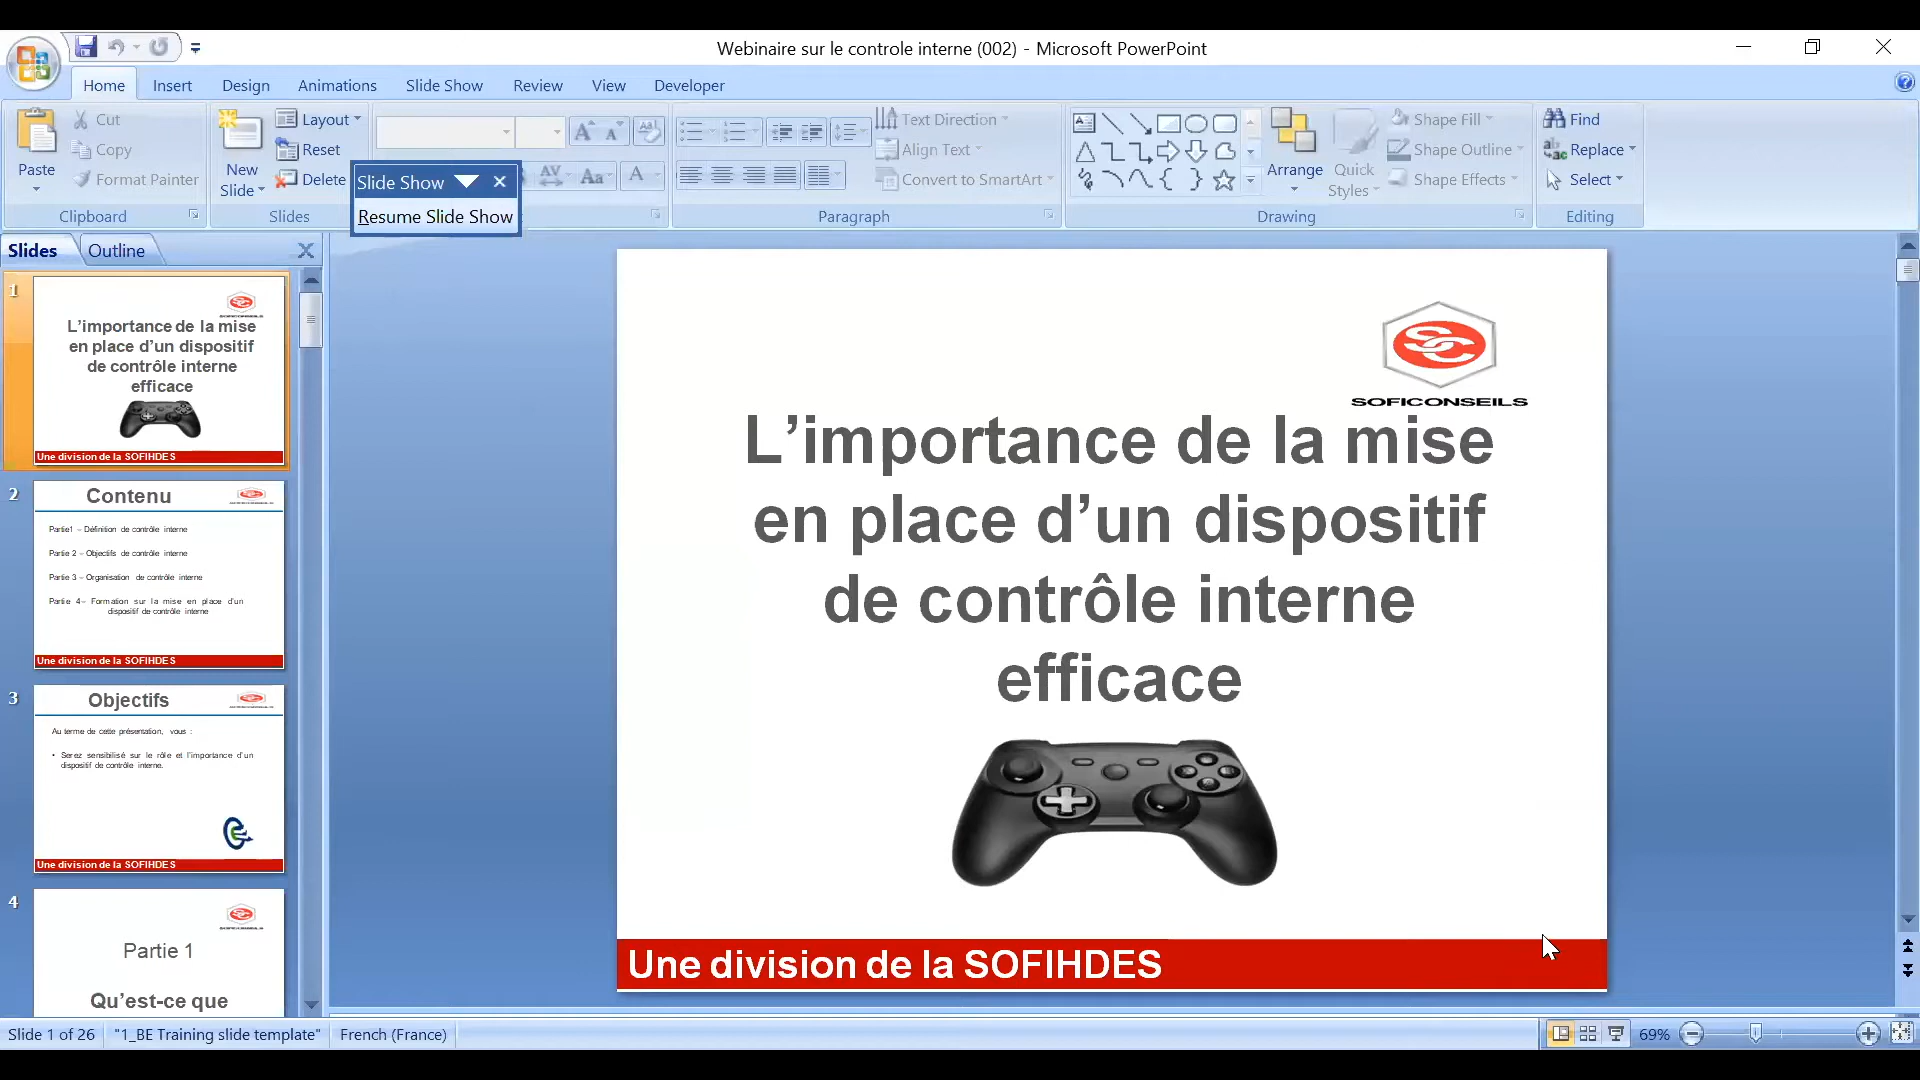 Webinaire sur le controle interne (002) - Microsoft PowerPoint
Home Insert Design Animations Slide Show Review View Developer
Paste
Cut
Copy
Format Painter
Clipboard
New
Slide
Layout
Reset
Delete
Slides
Slide Show
Resume Slide Show
Text Direction
Align Text
Convert to SmartArt
Paragraph
Arrange
Quick
Styles
Shape Fill
Shape Outline
Shape Effects
Drawing
Find
Replace
Select
Editing
Slides Outline
1
L’importance de la mise
en place d’un dispositif
de contrôle interne
efficace
Une division de la SOFIHDES
2
Contenu
Partie1 – Définition de contrôle interne
Partie 2 – Objectifs de contrôle interne
Partie 3 – Organisation de contrôle interne
Partie 4– Formation sur la mise en place d’un
dispositif de contrôle interne
Une division de la SOFIHDES
3
Objectifs
Au terme de cette présentation, vous :
• Serez sensibilisé sur le rôle et l’importance d’un
dispositif de contrôle interne.
Une division de la SOFIHDES
4
Partie 1
Qu’est-ce que
SC
SOFICONSEILS
L’importance de la mise
en place d’un dispositif
de contrôle interne
efficace
Une division de la SOFIHDES
Slide 1 of 26 "1_BE Training slide template" French (France) 69%